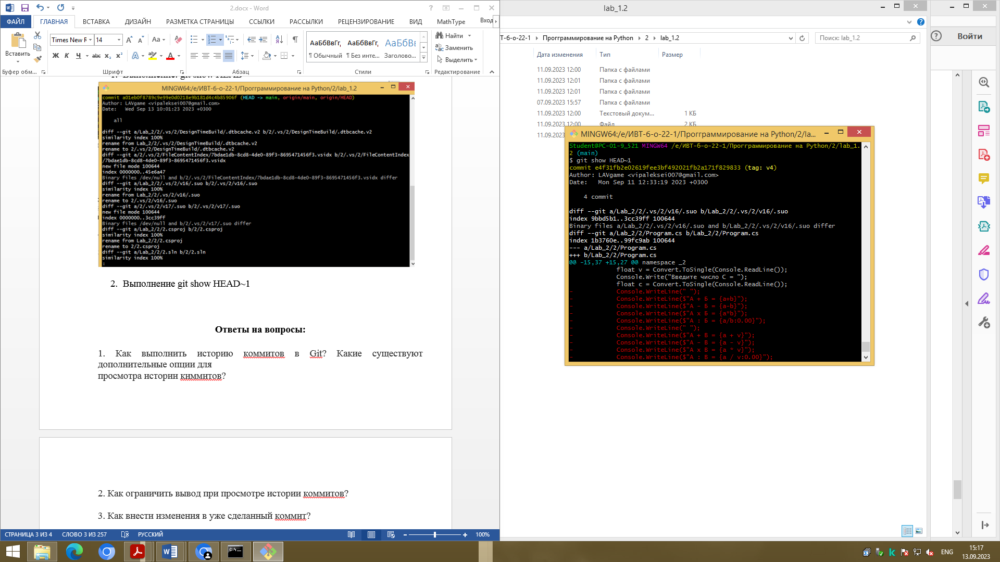 2.docx - Word
ФАЙЛ ГЛАВНАЯ ВСТАВКА ДИЗАЙН РАЗМЕТКА СТРАНИЦЫ ССЫЛКИ РАССЫЛКИ РЕЦЕНЗИРОВАНИЕ ВИД MathType Вход
Вставить
Times New R 14
Aa
Ж К Ч abc x₂ x²
АаБбВвГг, АаБбВвГг, АаБбВв
¶ Обычный ¶ Без инте... Заголово...
Найти
Заменить
Выделить
Буфер обм... Шрифт Абзац Стили Редактирование
1. Выполнение: git show HEAD
MINGW64:/e/ИВТ-б-о-22-1/Прогграммирование на Python/2/lab_1.2
commit a01eb0f8789c9e99e0d0218e9b181d4c4b85906f (HEAD -> main, origin/main, origin/HEAD)
Author: LAVgame <vipaleksei007@gmail.com>
Date: Wed Sep 13 10:01:23 2023 +0300
all
diff --git a/Lab_2/2/.vs/2/DesignTimeBuild/.dtbcache.v2 b/2/.vs/2/DesignTimeBuild/.dtbcache.v2
similarity index 100%
rename from Lab_2/2/.vs/2/DesignTimeBuild/.dtbcache.v2
rename to 2/.vs/2/DesignTimeBuild/.dtbcache.v2
diff --git a/2/.vs/2/FileContentIndex/7bdae1db-8cd8-4de0-89f3-8695471456f3.vsidx b/2/.vs/2/FileContentIndex
/7bdae1db-8cd8-4de0-89f3-8695471456f3.vsidx
new file mode 100644
index 0000000..45e6a47
Binary files /dev/null and b/2/.vs/2/FileContentIndex/7bdae1db-8cd8-4de0-89f3-8695471456f3.vsidx differ
diff --git a/Lab_2/2/.vs/2/v16/.suo b/2/.vs/2/v16/.suo
similarity index 100%
rename from Lab_2/2/.vs/2/v16/.suo
rename to 2/.vs/2/v16/.suo
diff --git a/2/.vs/2/v17/.suo b/2/.vs/2/v17/.suo
new file mode 100644
index 0000000..3cc39ff
Binary files /dev/null and b/2/.vs/2/v17/.suo differ
diff --git a/Lab_2/2/2.csproj b/2/2.csproj
similarity index 100%
rename from Lab_2/2/2.csproj
rename to 2/2.csproj
diff --git a/Lab_2/2/2.sln b/2/2.sln
similarity index 100%
:
2. Выполнение git show HEAD~1
Ответы на вопросы:
1. Как выполнить историю коммитов в Git? Какие существуют
дополнительные опции для
просмотра истории киммитов?
2. Как ограничить вывод при просмотре истории коммитов?
3. Как внести изменения в уже сделанный коммит?
СТРАНИЦА 3 ИЗ 4 СЛОВО 3 ИЗ 257 РУССКИЙ 100%
lab_1.2
Т-б-о-22-1 Прогграммирование на Python 2 lab_1.2
Поиск: lab_1.2
Войти
Дата изменения Тип Размер
11.09.2023 12:00 Папка с файлами
11.09.2023 12:01 Папка с файлами
11.09.2023 12:01 Папка с файлами
07.09.2023 15:57 Папка с файлами
11.09.2023 12:00 Текстовый докум... 1 КБ
11.09.2023 12:00 Файл 2 КБ
11.09.2023
MINGW64:/e/ИВТ-б-о-22-1/Прогграммирование на Python/2/la...
Student@PC-01-9_521 MINGW64 /e/ИВТ-б-о-22-1/Прогграммирование на Python/2/lab_1.
2 (main)
$ git show HEAD~1
commit e4f31fb2e02619fee3bf492021fb2a171f829833 (tag: v4)
Author: LAVgame <vipaleksei007@gmail.com>
Date: Mon Sep 11 12:33:19 2023 +0300
4 commit
diff --git a/Lab_2/2/.vs/2/v16/.suo b/Lab_2/2/.vs/2/v16/.suo
index 9bbd5b1..3cc39ff 100644
Binary files a/Lab_2/2/.vs/2/v16/.suo and b/Lab_2/2/.vs/2/v16/.suo differ
diff --git a/Lab_2/2/Program.cs b/Lab_2/2/Program.cs
index 1b3760e..99fc9ab 100644
--- a/Lab_2/2/Program.cs
+++ b/Lab_2/2/Program.cs
@@ -15,37 +15,27 @@ namespace _2
float v = Convert.ToSingle(Console.ReadLine());
Console.Write("Введите число С = ");
float c = Convert.ToSingle(Console.ReadLine());
- Console.WriteLine(" ");
- Console.WriteLine($"А + Б = {a+b}");
- Console.WriteLine($"А - Б = {a-b}");
- Console.WriteLine($"А х Б = {a*b}");
- Console.WriteLine($"А : Б = {a/b:0.00}");
- Console.WriteLine(" ");
- Console.WriteLine($"А + В = {a + v}");
- Console.WriteLine($"А - В = {a - v}");
- Console.WriteLine($"А х В = {a * v}");
- Console.WriteLine($"А : В = {a / v:0.00}");
ENG
15:17
13.09.2023